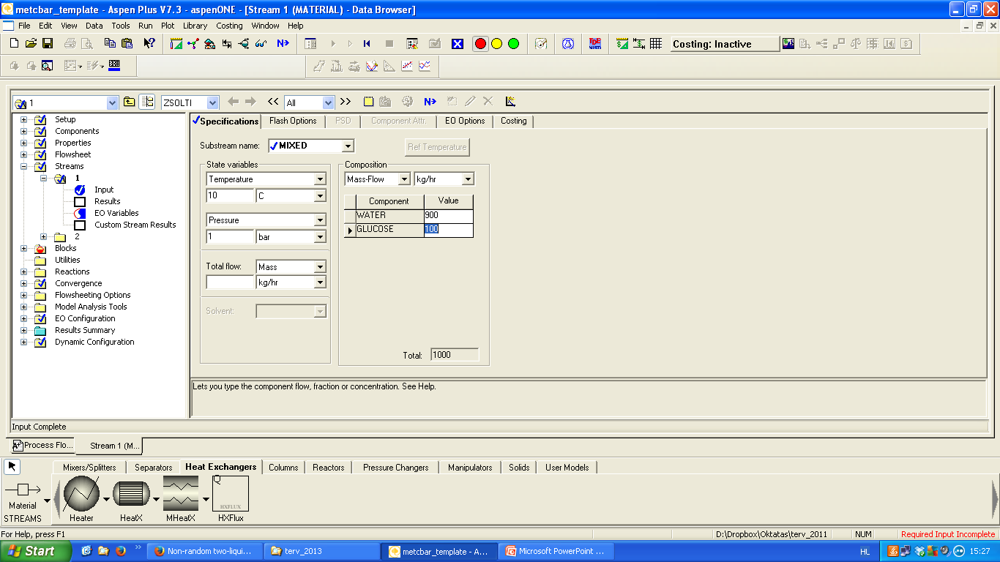 metcbar_template - Aspen Plus V7.3 - aspenONE - [Stream 1 (MATERIAL) - Data Browser]
File Edit View Data Tools Run Plot Library Costing Window Help
N> Costing: Inactive
1 ZSOLTI << All >> N>
Setup
Components
Properties
Flowsheet
Streams
1
Input
Results
EO Variables
Custom Stream Results
2
Blocks
Utilities
Reactions
Convergence
Flowsheeting Options
Model Analysis Tools
EO Configuration
Results Summary
Dynamic Configuration
Specifications Flash Options PSD Component Attr. EO Options Costing
Substream name: MIXED Ref Temperature
State variables
Temperature
10 C
Pressure
1 bar
Total flow: Mass
kg/hr
Solvent:
Composition
Mass-Flow kg/hr
Component Value
WATER 900
GLUCOSE 100
Total: 1000
Lets you type the component flow, fraction or concentration. See Help.
Input Complete
Process Flo... Stream 1 (M...
Mixers/Splitters Separators Heat Exchangers Columns Reactors Pressure Changers Manipulators Solids User Models
Q
HXFLUX
Material
STREAMS
Heater HeatX MHeatX HXFlux
For Help, press F1 D:\Dropbox\Oktatas\terv_2011 NUM Required Input Incomplete
Start Non-random two-liqui... terv_2013 metcbar_template - A... Microsoft PowerPoint ... HL 15:27